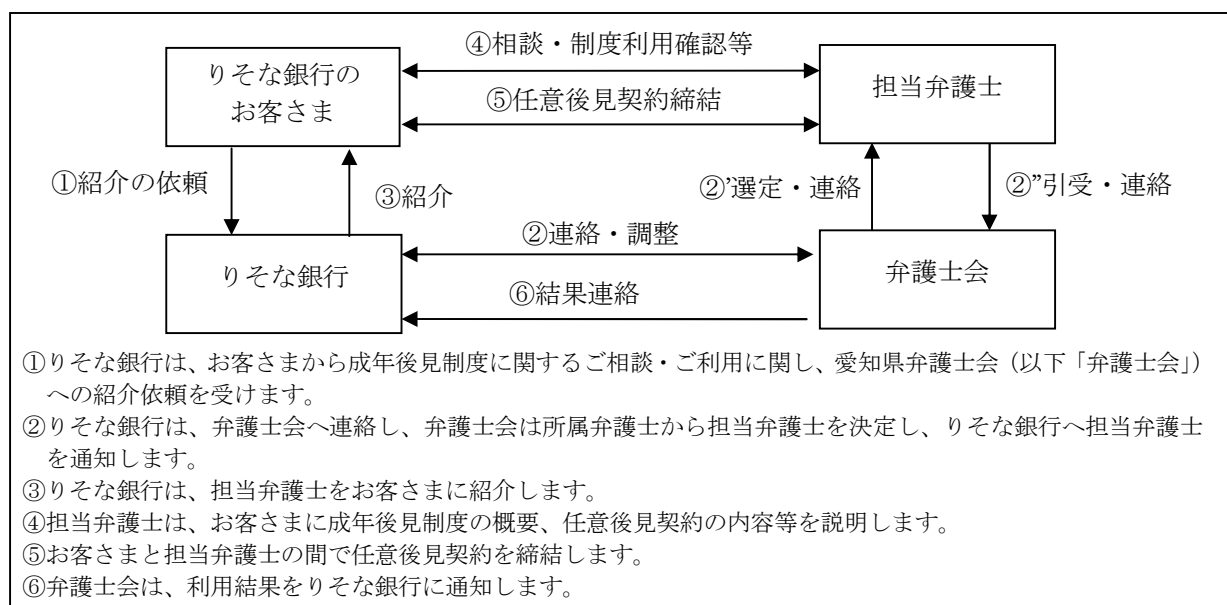 ④相談・制度利用確認等
りそな銀行の
お客さま
担当弁護士
⑤任意後見契約締結
①紹介の依頼
③紹介
②’選定・連絡
②”引受・連絡
②連絡・調整
りそな銀行
弁護士会
⑥結果連絡
①りそな銀行は、お客さまから成年後見制度に関するご相談・ご利用に関し、愛知県弁護士会（以下「弁護士会」）
への紹介依頼を受けます。
②りそな銀行は、弁護士会へ連絡し、弁護士会は所属弁護士から担当弁護士を決定し、りそな銀行へ担当弁護士
を通知します。
③りそな銀行は、担当弁護士をお客さまに紹介します。
④担当弁護士は、お客さまに成年後見制度の概要、任意後見契約の内容等を説明します。
⑤お客さまと担当弁護士の間で任意後見契約を締結します。
⑥弁護士会は、利用結果をりそな銀行に通知します。